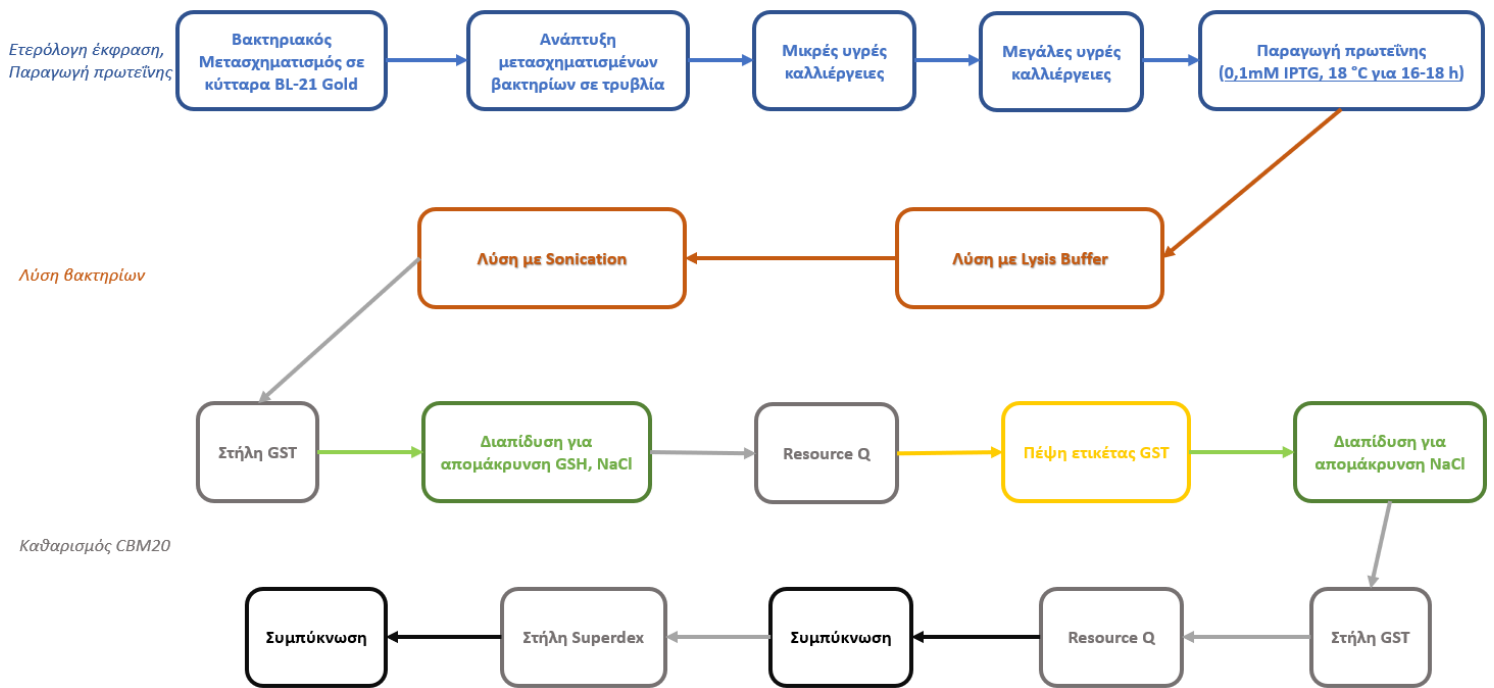 Ετερόλογη έκφραση,
Παραγωγή πρωτεΐνης
Βακτηριακός
Μετασχηματισμός σε
κύτταρα BL-21 Gold
Ανάπτυξη
μετασχηματισμένων
βακτηρίων σε τρυβλία
Μικρές υγρές
καλλιέργειες
Μεγάλες υγρές
καλλιέργειες
Παραγωγή πρωτεΐνης
(0,1mM IPTG, 18 °C για 16-18 h)
Λύση βακτηρίων
Λύση με Sonication
Λύση με Lysis Buffer
Στήλη GST
Διαπίδυση για
απομάκρυνση GSH, NaCl
Resource Q
Πέψη ετικέτας GST
Διαπίδυση για
απομάκρυνση NaCl
Καθαρισμός CBM20
Συμπύκνωση
Στήλη Superdex
Συμπύκνωση
Resource Q
Στήλη GST